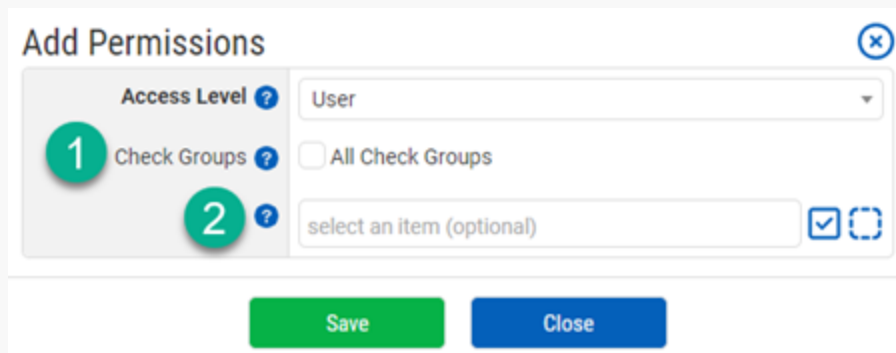 Add Permissions
Access Level ? User
1 Check Groups ? All Check Groups
2 ? select an item (optional)
Save Close